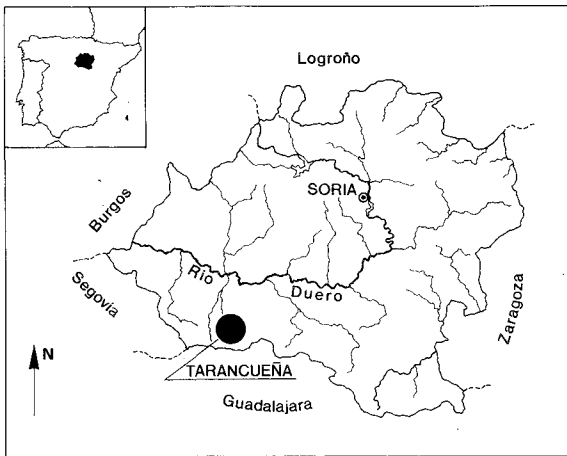 Logroño
SORIA
Burgos
Segovia
Río
Duero
Zaragoza
N
TARANCUEÑA
Guadalajara